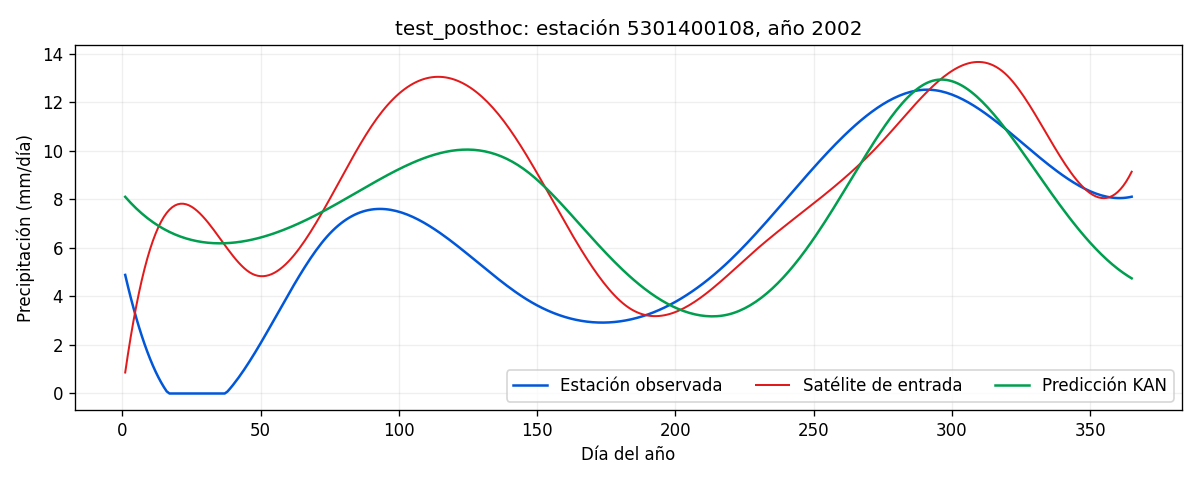 test_posthoc: estación 5301400108, año 2002
Precipitación (mm/día)
14
12
10
8
6
4
2
0
Estación observada
Satélite de entrada
Predicción KAN
0
50
100
150
200
250
300
350
Día del año